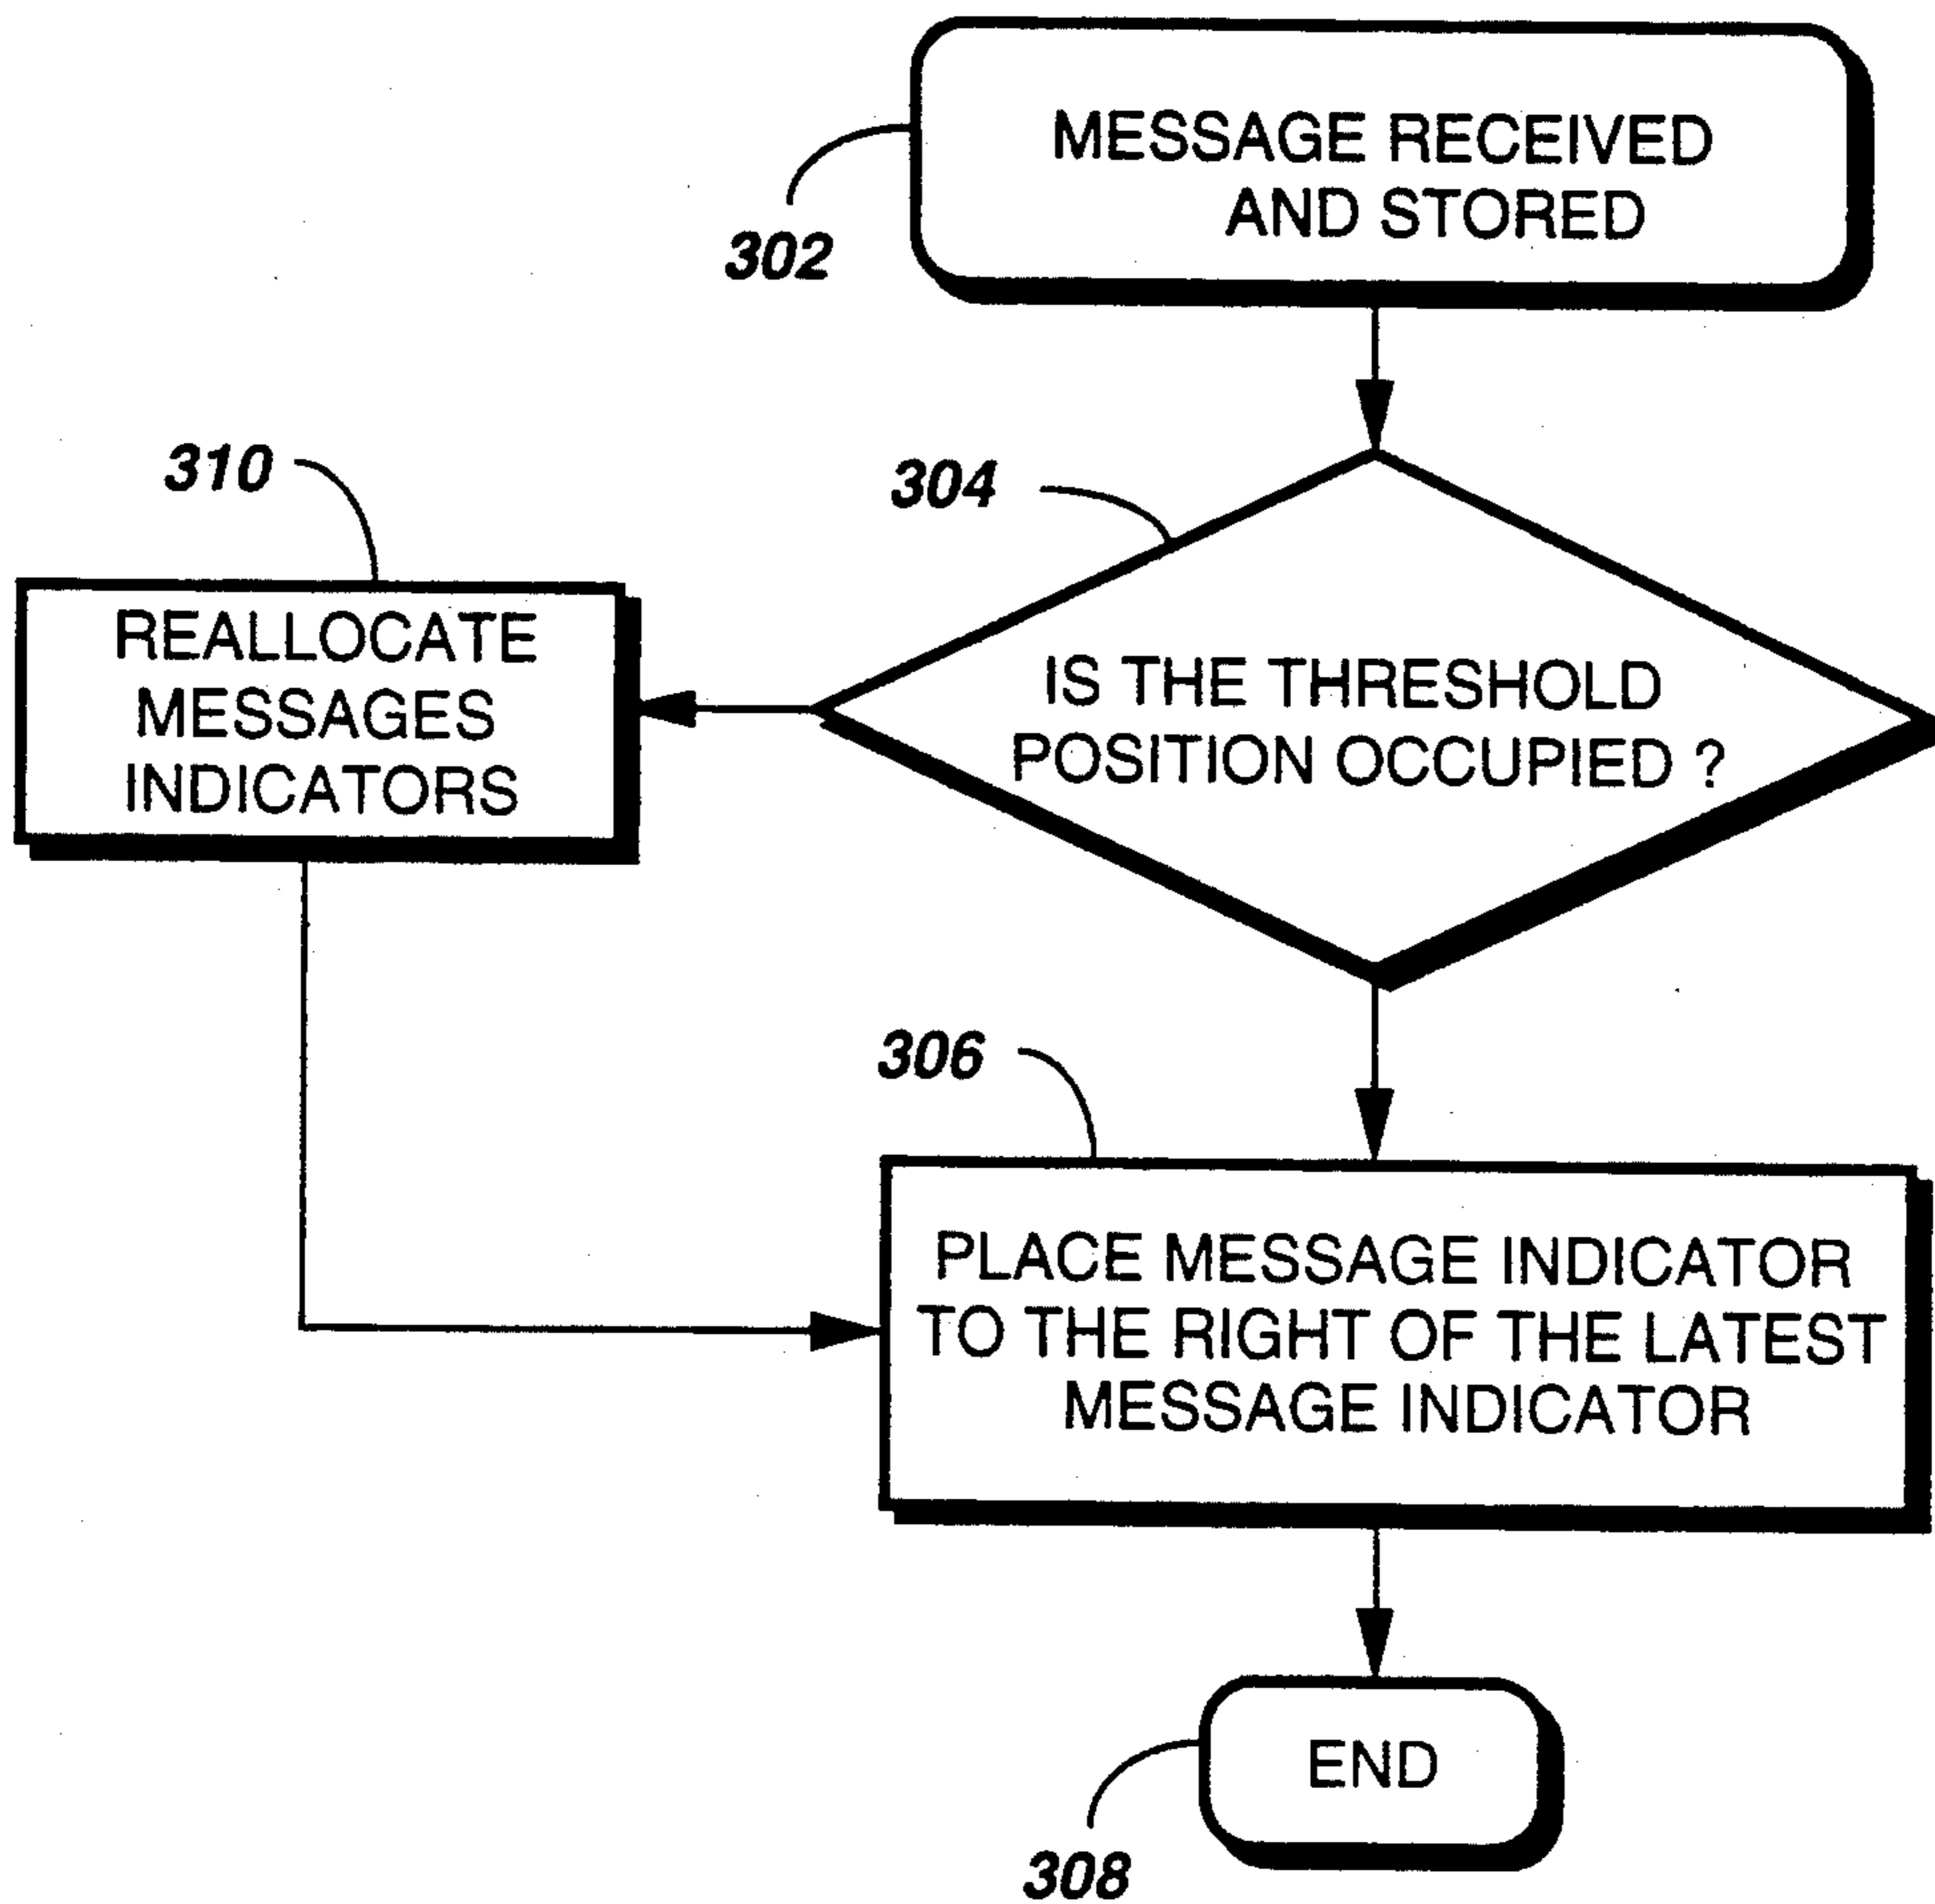 MESSAGE RECEIVED
AND STORED
302
310
304
REALLOCATE
MESSAGES
INDICATORS
IS THE THRESHOLD
POSITION OCCUPIED ?
306
PLACE MESSAGE INDICATOR
TO THE RIGHT OF THE LATEST
MESSAGE INDICATOR
END
308